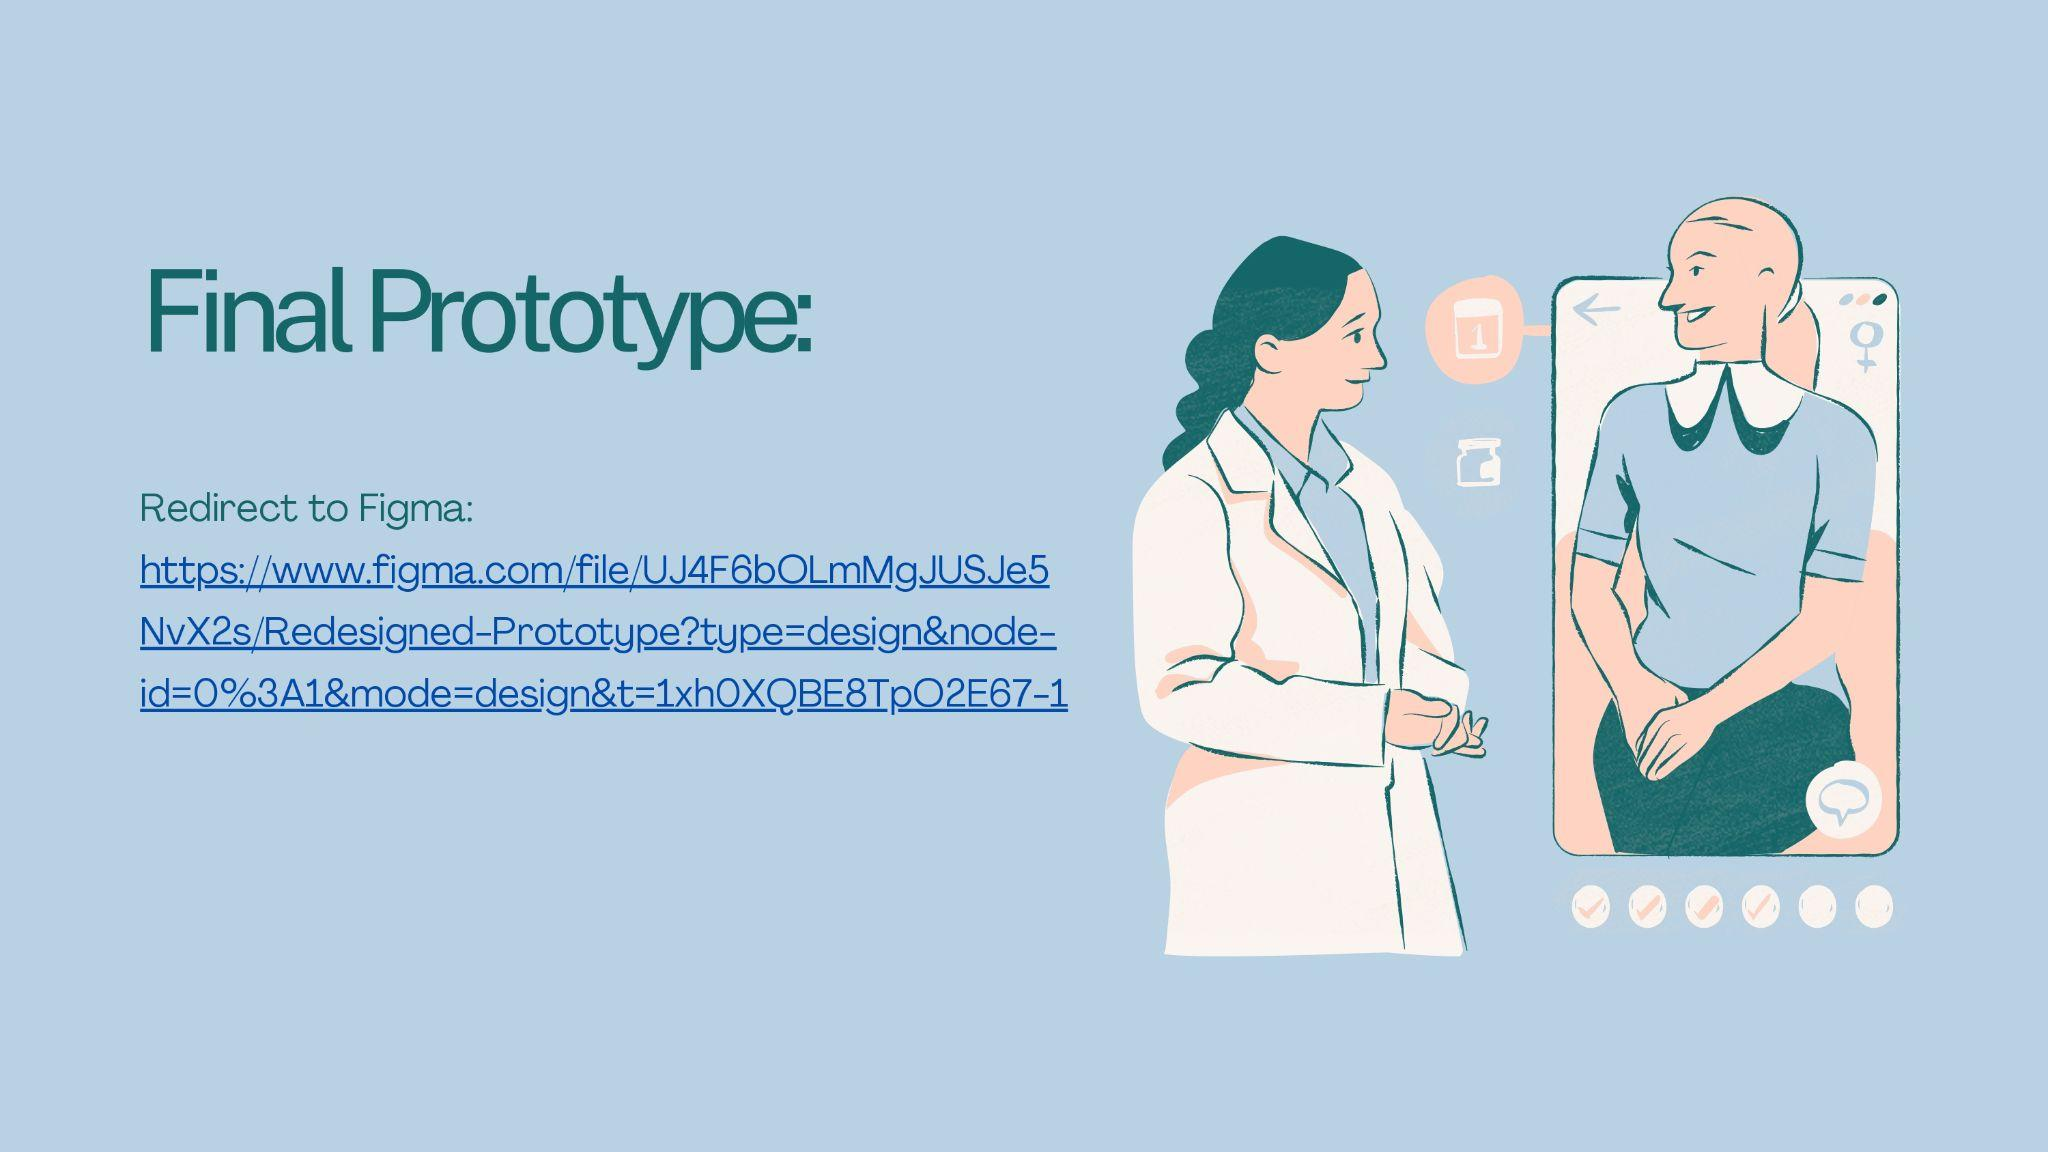 Final Prototype:
1
Redirect to Figma:
https://www.figma.com/file/UJ4F6bOLmMgJUSJe5
NvX2s/Redesigned-Prototype?type=design&node-
id=0%3A1&mode=design&t=1xh0XQBE8TpO2E67-1